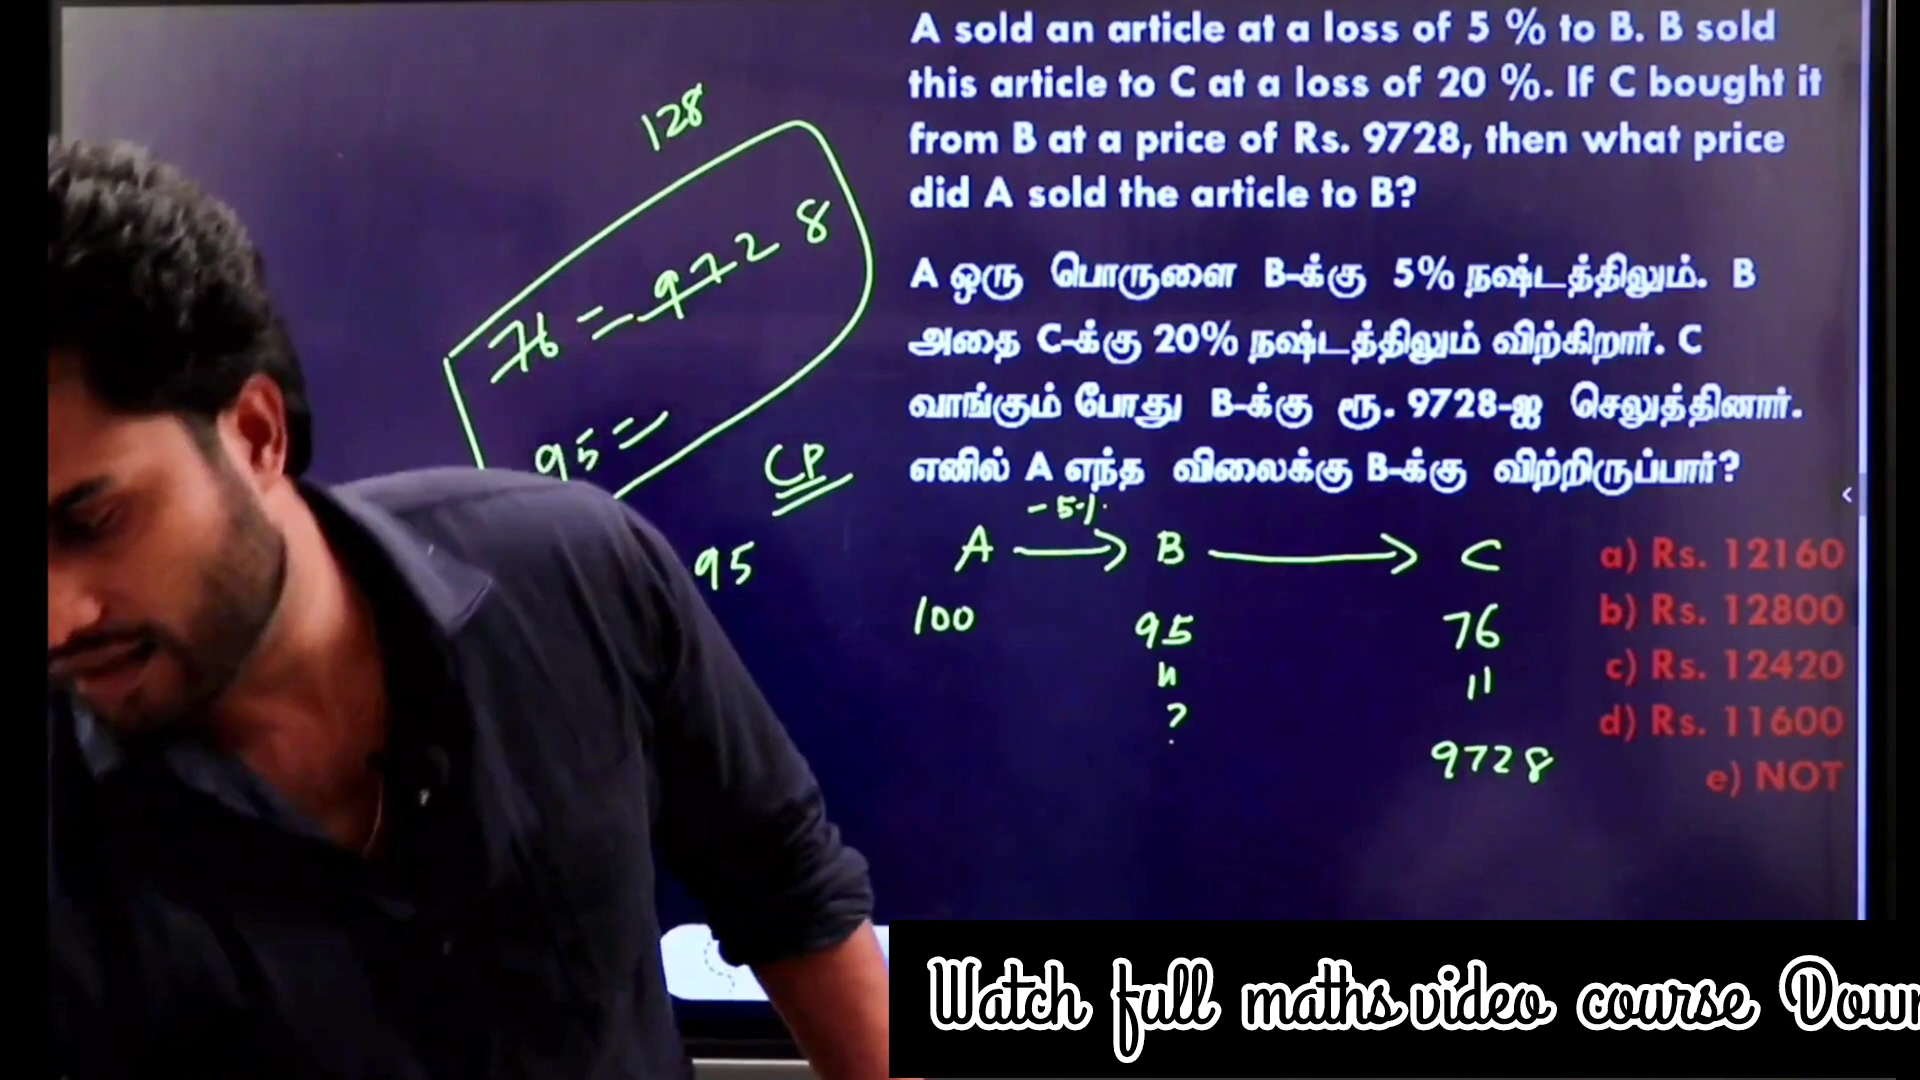 A sold an article at a loss of 5 % to B. B sold
this article to C at a loss of 20 %. If C bought it
from B at a price of Rs. 9728, then what price
did A sold the article to B?
A ஒரு பொருளை B-க்கு 5% நஷ்டத்திலும். B
அதை C-க்கு 20% நஷ்டத்திலும் விற்கிறார். C
வாங்கும் போது B-க்கு ரூ. 9728-ஐ செலுத்தினார்.
எனில் A எந்த விலைக்கு B-க்கு விற்றிருப்பார்?
128
76 = 9728
95 =
CP
95
- 5%
A → B → C
100 95 76
॥ ॥
? 9728
a) Rs. 12160
b) Rs. 12800
c) Rs. 12420
d) Rs. 11600
e) NOT
Watch full maths video course